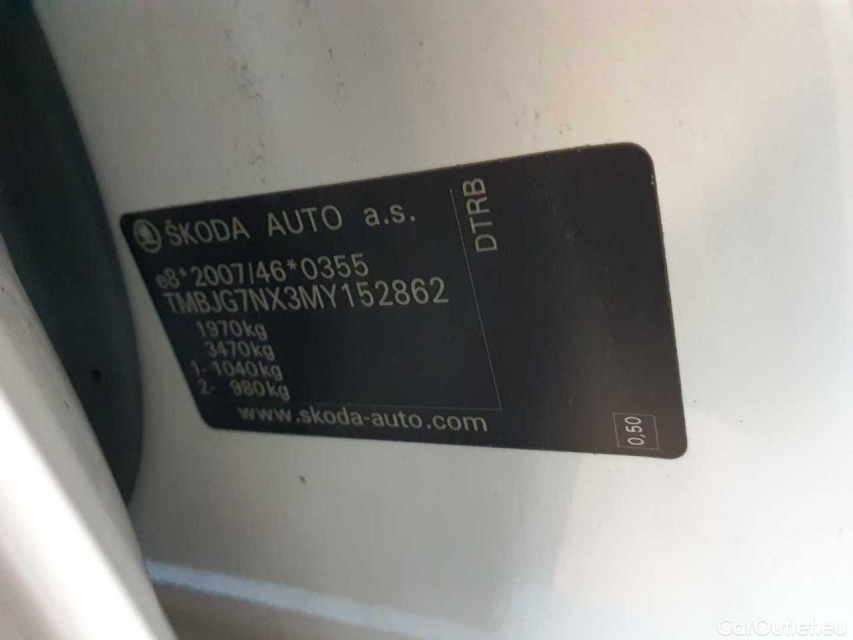 ŠKODA AUTO a.s.
e8*2007/46*0355
TMBJG7NX3MY152862
1970kg
3470kg
1- 1040kg
2- 980kg
www.skoda-auto.com
DTRB
0,50
CarOutlet.eu